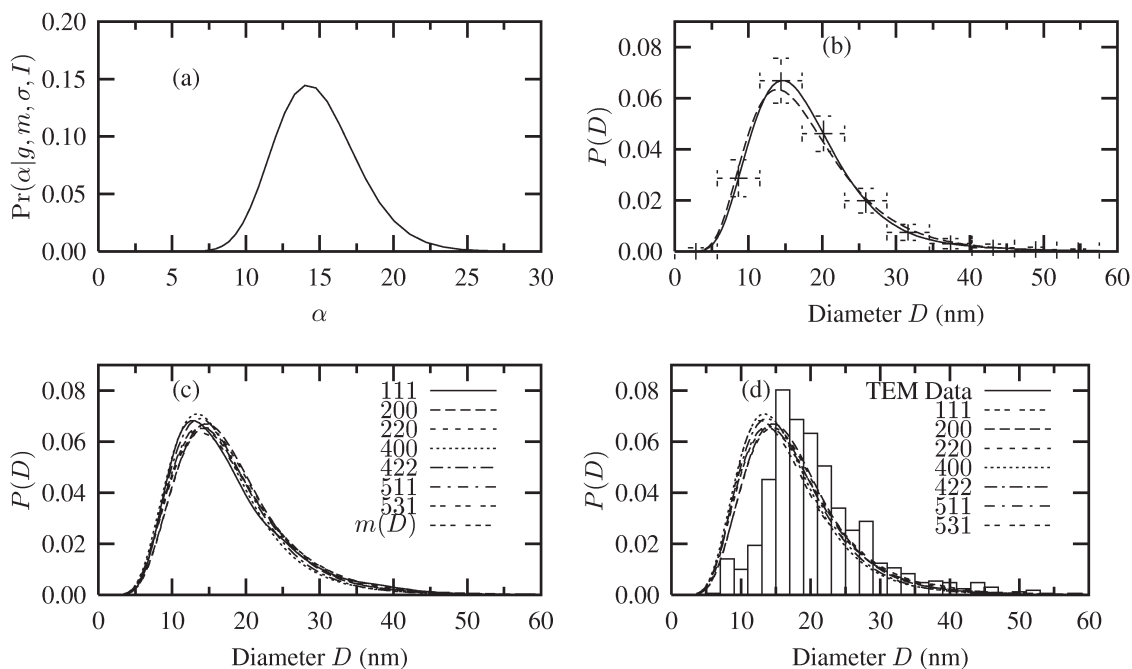 0.20
0.15
0.10
0.05
0.00
Pr(α|g, m, σ, I)
(a)
0 5 10 15 20 25 30
α
0.08
0.06
0.04
0.02
0.00
P(D)
(b)
0 10 20 30 40 50 60
Diameter D (nm)
0.08
0.06
0.04
0.02
0.00
P(D)
(c)
111
200
220
400
422
511
531
m(D)
0 10 20 30 40 50 60
Diameter D (nm)
0.08
0.06
0.04
0.02
0.00
P(D)
(d)
TEM Data
111
200
220
400
422
511
531
0 10 20 30 40 50 60
Diameter D (nm)